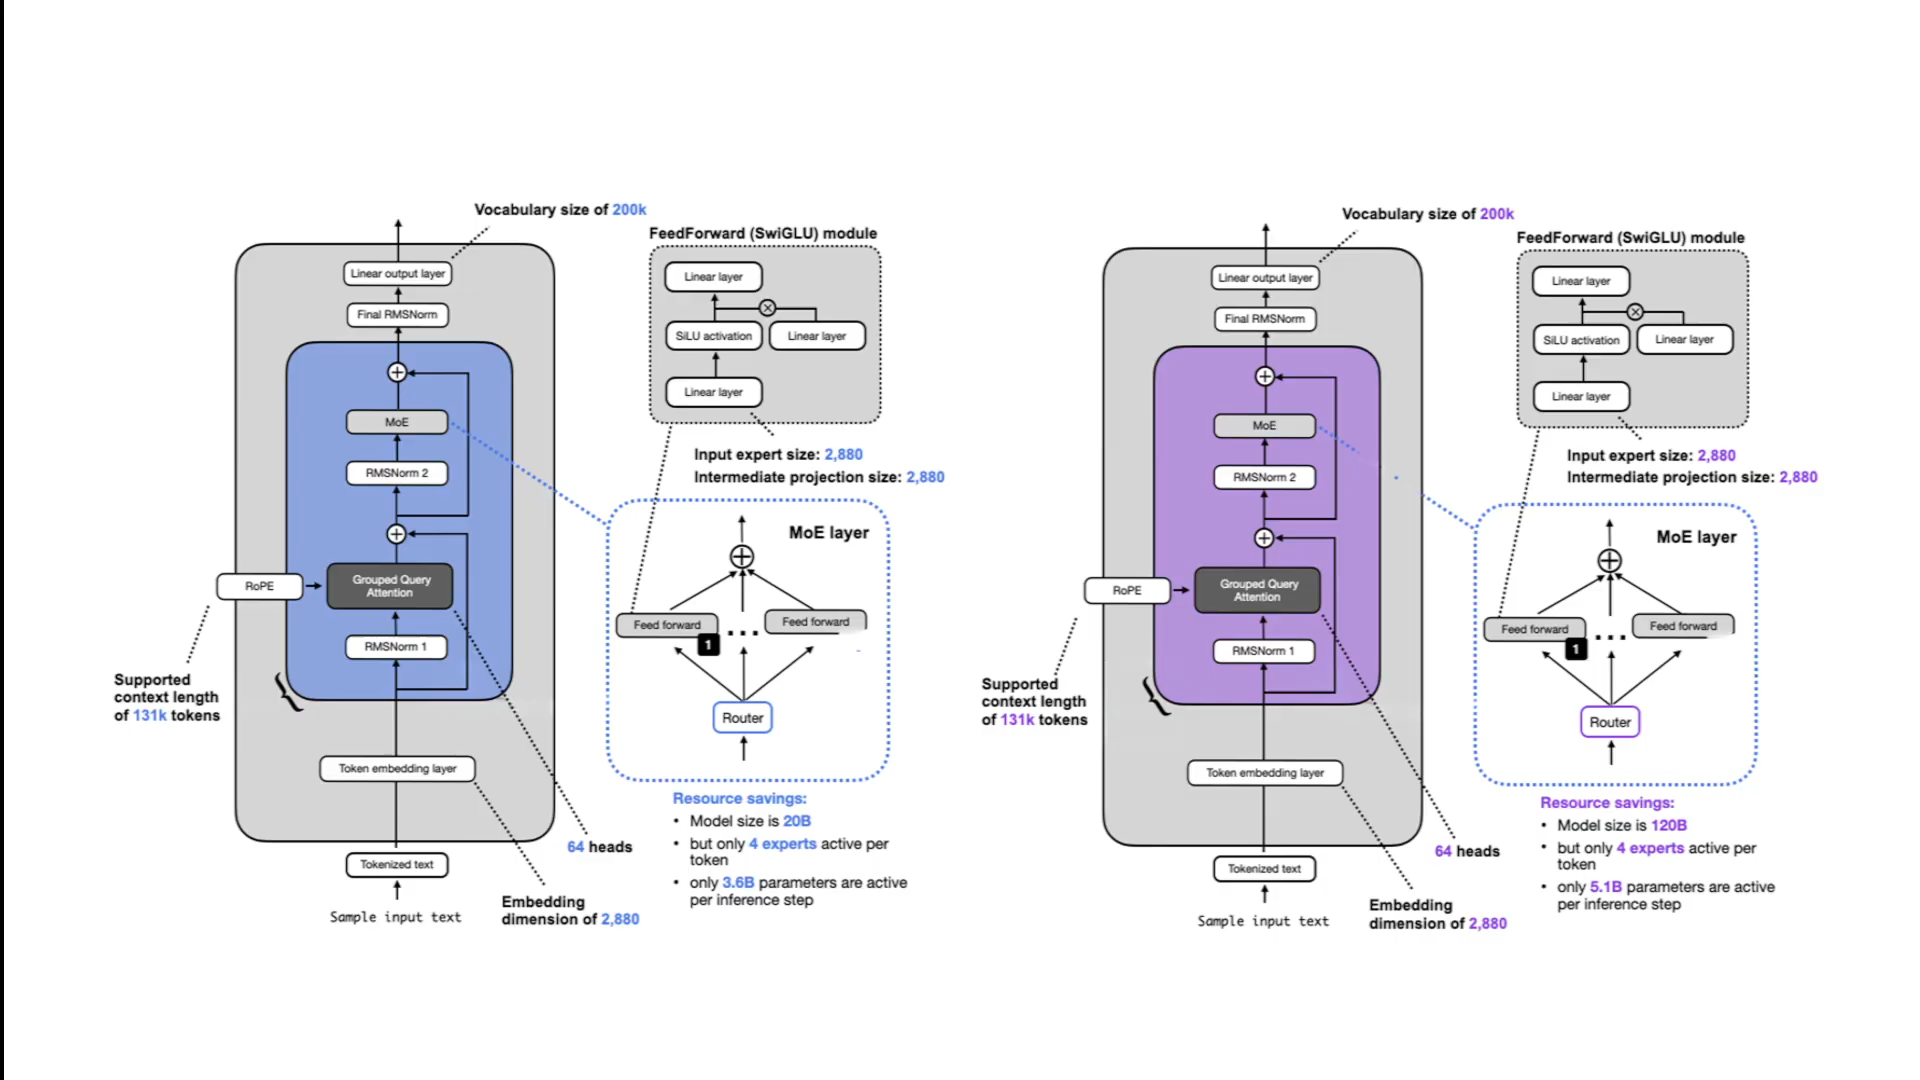 Vocabulary size of 200k
FeedForward (SwiGLU) module
Linear output layer
Linear layer
Final RMSNorm
SiLU activation
Linear layer
Linear layer
MoE
Input expert size: 2,880
RMSNorm 2
Intermediate projection size: 2,880
MoE layer
RoPE
Grouped Query
Attention
Feed forward
Feed forward
1
...
RMSNorm 1
Supported
context length
of 131k tokens
Router
Token embedding layer
Resource savings:
• Model size is 20B
• but only 4 experts active per
token
• only 3.6B parameters are active
per inference step
64 heads
Tokenized text
Embedding
dimension of 2,880
Sample input text
Vocabulary size of 200k
FeedForward (SwiGLU) module
Linear output layer
Linear layer
Final RMSNorm
SiLU activation
Linear layer
Linear layer
MoE
Input expert size: 2,880
RMSNorm 2
Intermediate projection size: 2,880
MoE layer
RoPE
Grouped Query
Attention
Feed forward
Feed forward
1
...
RMSNorm 1
Supported
context length
of 131k tokens
Router
Token embedding layer
Resource savings:
• Model size is 120B
• but only 4 experts active per
token
• only 5.1B parameters are active
per inference step
64 heads
Tokenized text
Embedding
dimension of 2,880
Sample input text